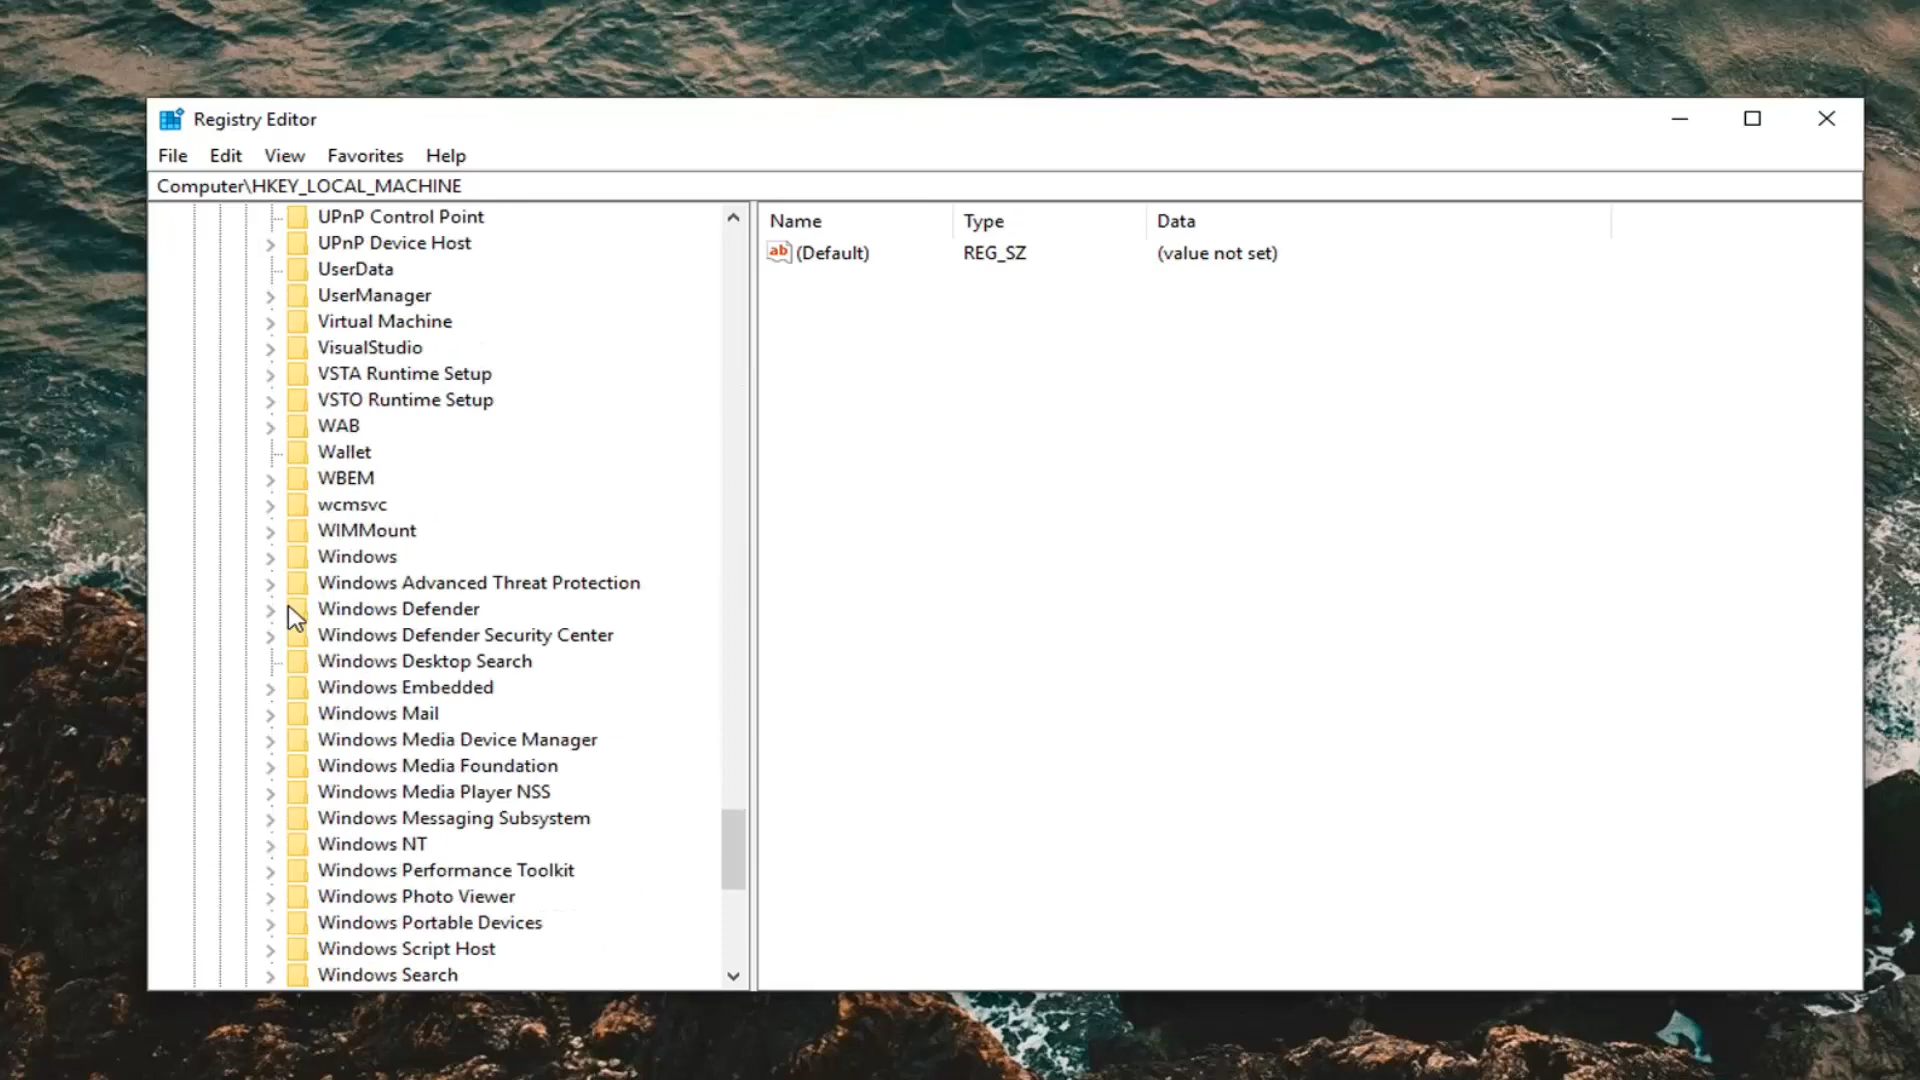 Registry Editor
File Edit View Favorites Help
Computer\HKEY_LOCAL_MACHINE
UPnP Control Point
UPnP Device Host
UserData
UserManager
Virtual Machine
VisualStudio
VSTA Runtime Setup
VSTO Runtime Setup
WAB
Wallet
WBEM
wcmsvc
WIMMount
Windows
Windows Advanced Threat Protection
Windows Defender
Windows Defender Security Center
Windows Desktop Search
Windows Embedded
Windows Mail
Windows Media Device Manager
Windows Media Foundation
Windows Media Player NSS
Windows Messaging Subsystem
Windows NT
Windows Performance Toolkit
Windows Photo Viewer
Windows Portable Devices
Windows Script Host
Windows Search
Name Type Data
ab (Default) REG_SZ (value not set)